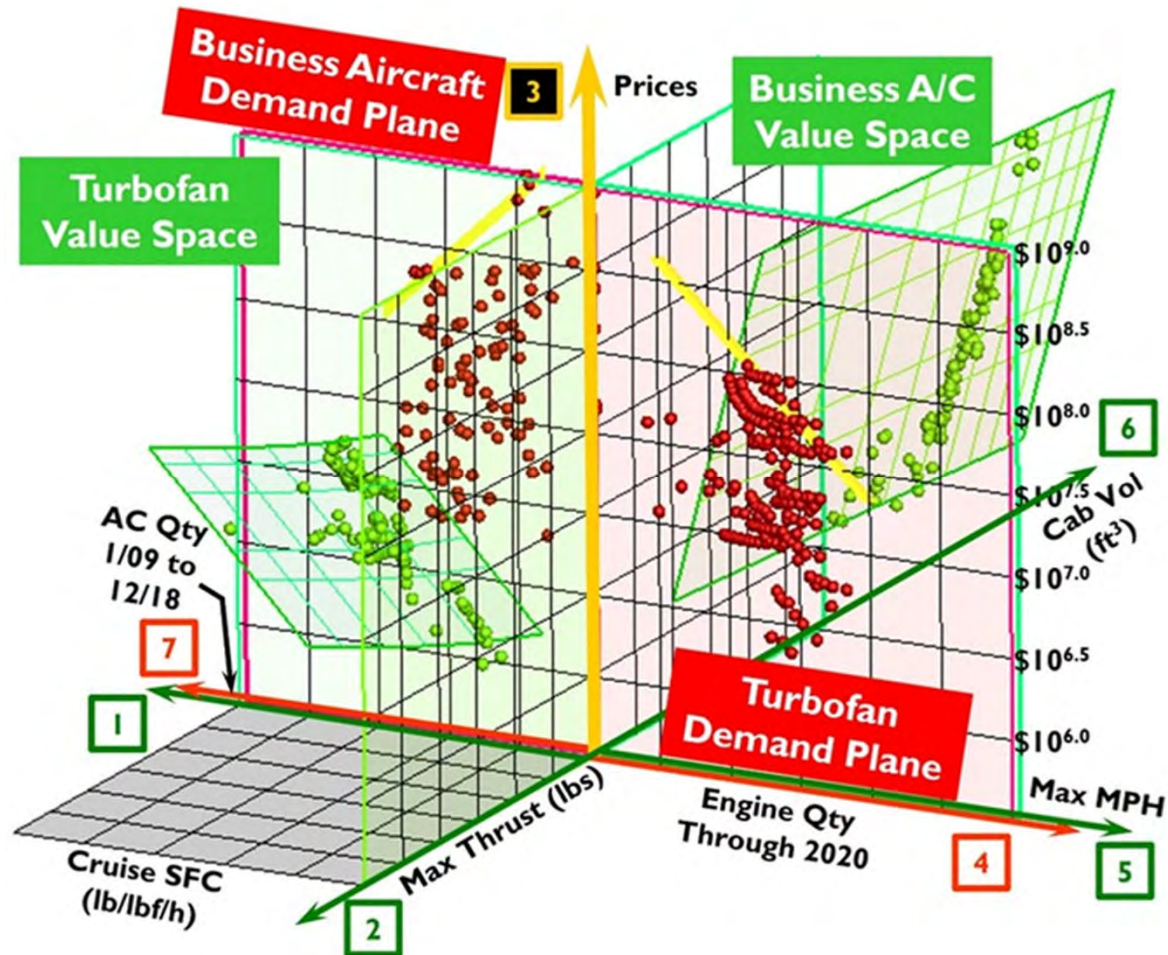 Business Aircraft
Demand Plane
3
Prices
Business A/C
Value Space
Turbofan
Value Space
$10^9.0
$10^8.5
$10^8.0
6
$10^7.5
Cab Vol
(ft³)
AC Qty
1/09 to
12/18
$10^7.0
7
$10^6.5
1
Turbofan
Demand Plane
$10^6.0
Max Thrust (lbs)
Max MPH
Engine Qty
Through 2020
4
5
Cruise SFC
(lb/lbf/h)
2